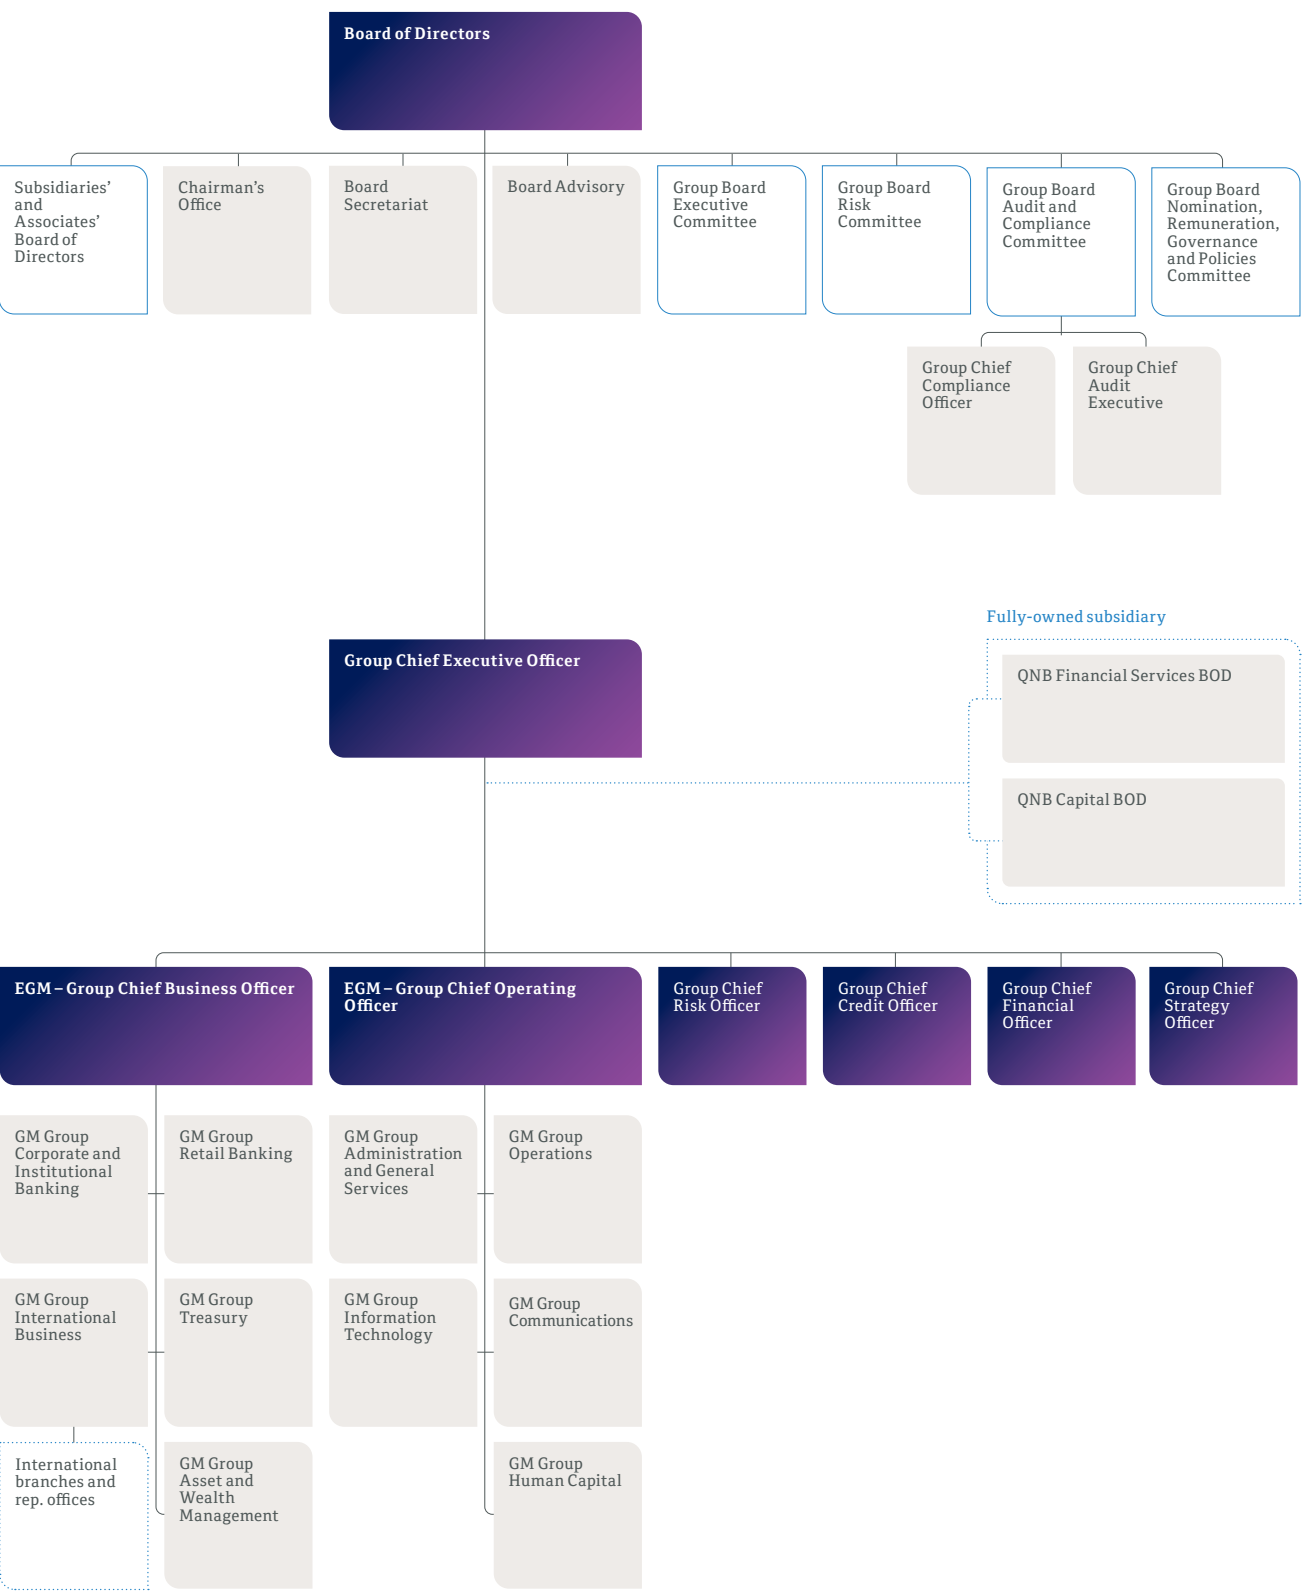 Board of Directors
Subsidiaries’
and
Associates’
Board of
Directors
Chairman’s
Office
Board
Secretariat
Board Advisory
Group Board
Executive
Committee
Group Board
Risk
Committee
Group Board
Audit and
Compliance
Committee
Group Board
Nomination,
Remuneration,
Governance
and Policies
Committee
Group Chief
Compliance
Officer
Group Chief
Audit
Executive
Fully-owned subsidiary
Group Chief Executive Officer
QNB Financial Services BOD
QNB Capital BOD
EGM – Group Chief Business Officer
EGM – Group Chief Operating
Officer
Group Chief
Risk Officer
Group Chief
Credit Officer
Group Chief
Financial
Officer
Group Chief
Strategy
Officer
GM Group
Corporate and
Institutional
Banking
GM Group
Retail Banking
GM Group
Administration
and General
Services
GM Group
Operations
GM Group
International
Business
GM Group
Treasury
GM Group
Information
Technology
GM Group
Communications
International
branches and
rep. offices
GM Group
Asset and
Wealth
Management
GM Group
Human Capital